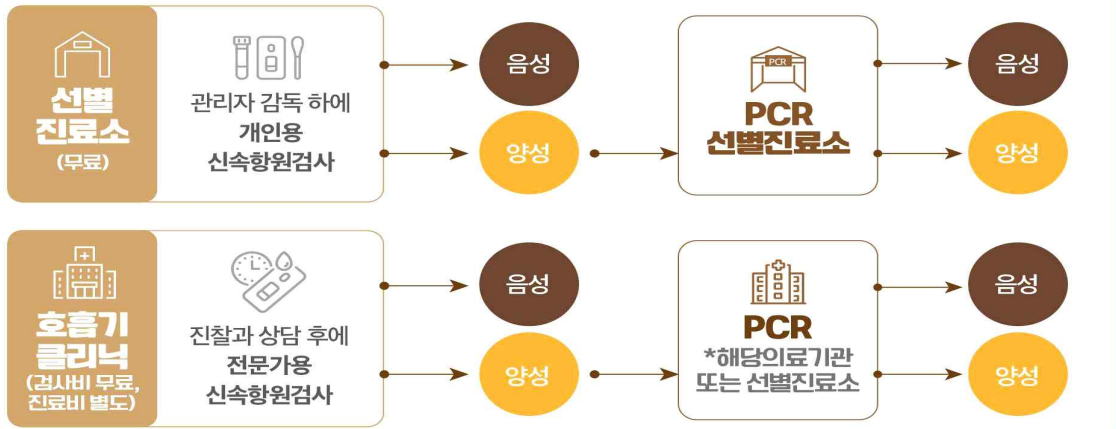 선별
진료소
(무료)
관리자 감독 하에
개인용
신속항원검사
음성
양성
PCR
PCR
선별진료소
음성
양성
호흡기
클리닉
(검사비 무료,
진료비 별도)
진찰과 상담 후에
전문가용
신속항원검사
음성
양성
PCR
*해당의료기관
또는 선별진료소
음성
양성